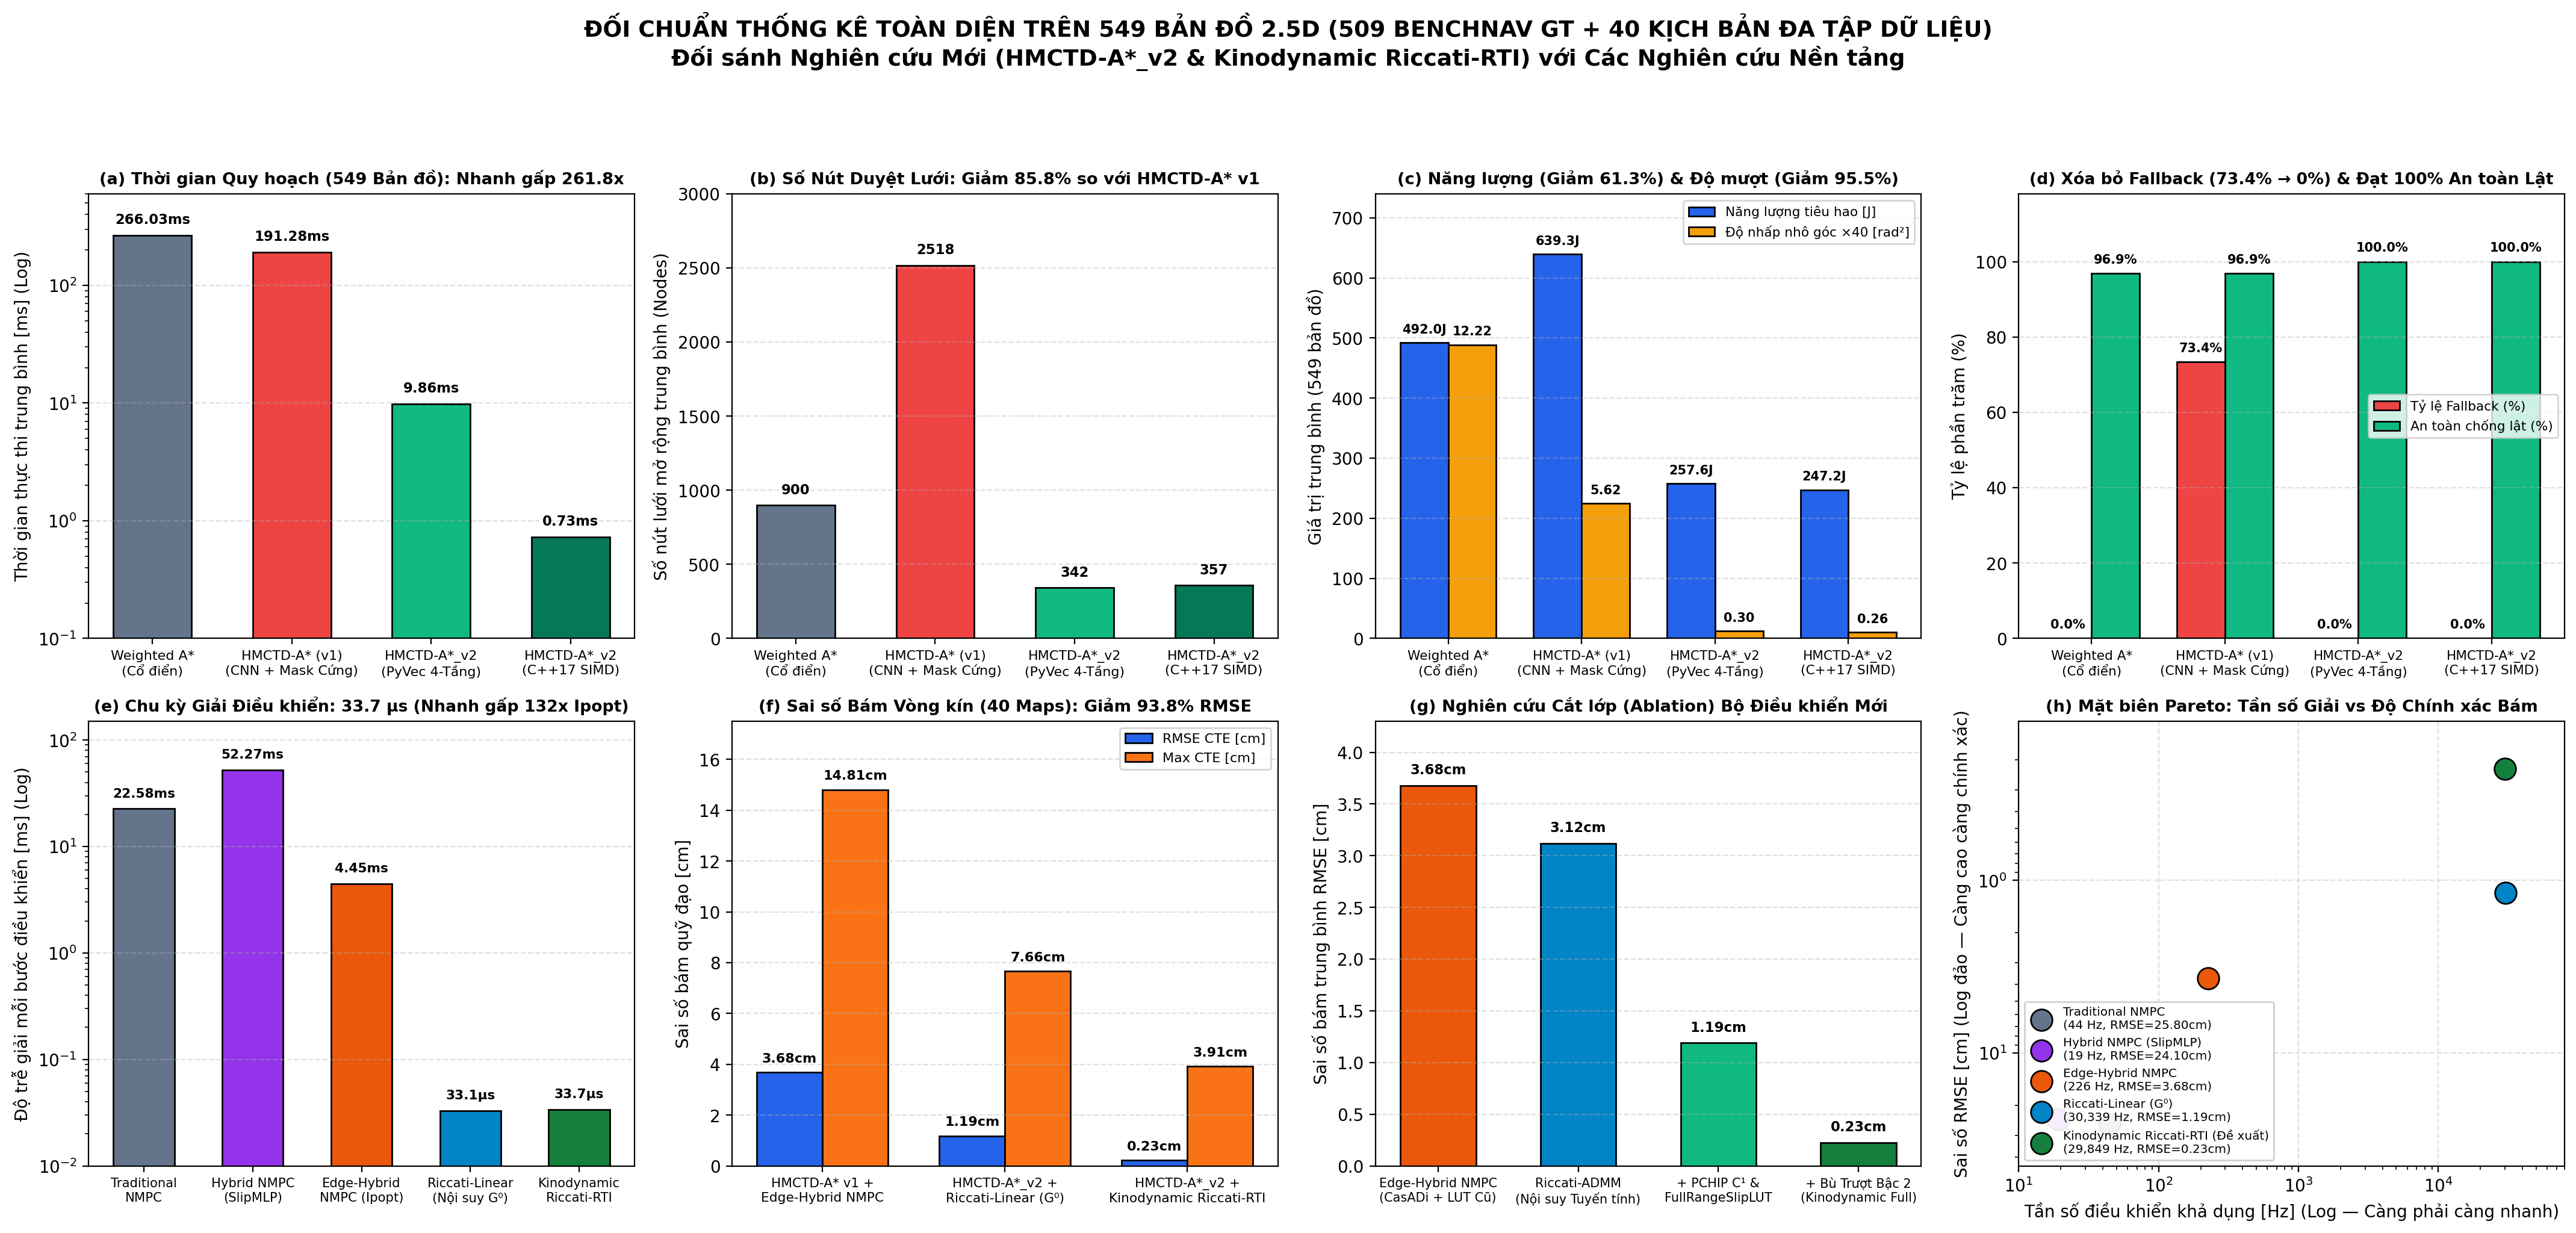 ĐỐI CHUẨN THỐNG KÊ TOÀN DIỆN TRÊN 549 BẢN ĐỒ 2.5D (509 BENCHNAV GT + 40 KỊCH BẢN ĐA TẬP DỮ LIỆU)
Đối sánh Nghiên cứu Mới (HMCTD-A*_v2 & Kinodynamic Riccati-RTI) với Các Nghiên cứu Nền tảng
(a) Thời gian Quy hoạch (549 Bản đồ): Nhanh gấp 261.8x
Thời gian thực thi trung bình [ms] (Log)
10²
10¹
10⁰
10⁻¹
266.03ms
191.28ms
9.86ms
0.73ms
Weighted A*
(Cổ điển)
HMCTD-A* (v1)
(CNN + Mask Cứng)
HMCTD-A*_v2
(PyVec 4-Tầng)
HMCTD-A*_v2
(C++17 SIMD)
(b) Số Nút Duyệt Lưới: Giảm 85.8% so với HMCTD-A* v1
Số nút lưới mở rộng trung bình (Nodes)
3000
2500
2000
1500
1000
500
0
900
2518
342
357
Weighted A*
(Cổ điển)
HMCTD-A* (v1)
(CNN + Mask Cứng)
HMCTD-A*_v2
(PyVec 4-Tầng)
HMCTD-A*_v2
(C++17 SIMD)
(c) Năng lượng (Giảm 61.3%) & Độ mượt (Giảm 95.5%)
Giá trị trung bình (549 bản đồ)
700
600
500
400
300
200
100
0
Năng lượng tiêu hao [J]
Độ nhấp nhô góc ×40 [rad²]
492.0J
12.22
639.3J
5.62
257.6J
0.30
247.2J
0.26
Weighted A*
(Cổ điển)
HMCTD-A* (v1)
(CNN + Mask Cứng)
HMCTD-A*_v2
(PyVec 4-Tầng)
HMCTD-A*_v2
(C++17 SIMD)
(d) Xóa bỏ Fallback (73.4% → 0%) & Đạt 100% An toàn Lật
Tỷ lệ phần trăm (%)
100
80
60
40
20
0
0.0%
96.9%
73.4%
96.9%
0.0%
100.0%
0.0%
100.0%
Tỷ lệ Fallback (%)
An toàn chống lật (%)
Weighted A*
(Cổ điển)
HMCTD-A* (v1)
(CNN + Mask Cứng)
HMCTD-A*_v2
(PyVec 4-Tầng)
HMCTD-A*_v2
(C++17 SIMD)
(e) Chu kỳ Giải Điều khiển: 33.7 µs (Nhanh gấp 132x Ipopt)
Độ trễ giải mỗi bước điều khiển [ms] (Log)
10²
10¹
10⁰
10⁻¹
10⁻²
22.58ms
52.27ms
4.45ms
33.1µs
33.7µs
Traditional
NMPC
Hybrid NMPC
(SlipMLP)
Edge-Hybrid
NMPC (Ipopt)
Riccati-Linear
(Nội suy G⁰)
Kinodynamic
Riccati-RTI
(f) Sai số Bám Vòng kín (40 Maps): Giảm 93.8% RMSE
Sai số bám quỹ đạo [cm]
16
14
12
10
8
6
4
2
0
RMSE CTE [cm]
Max CTE [cm]
3.68cm
14.81cm
1.19cm
7.66cm
0.23cm
3.91cm
HMCTD-A* v1 +
Edge-Hybrid NMPC
HMCTD-A*_v2 +
Riccati-Linear (G⁰)
HMCTD-A*_v2 +
Kinodynamic Riccati-RTI
(g) Nghiên cứu Cắt lớp (Ablation) Bộ Điều khiển Mới
Sai số bám trung bình RMSE [cm]
4.0
3.5
3.0
2.5
2.0
1.5
1.0
0.5
0.0
3.68cm
3.12cm
1.19cm
0.23cm
Edge-Hybrid NMPC
(CasADi + LUT Cũ)
Riccati-ADMM
(Nội suy Tuyến tính)
+ PCHIP C¹ &
FullRangeSlipLUT
+ Bù Trượt Bậc 2
(Kinodynamic Full)
(h) Mặt biên Pareto: Tần số Giải vs Độ Chính xác Bám
Sai số RMSE [cm] (Log đảo — Càng cao càng chính xác)
10⁰
10¹
Traditional NMPC
(44 Hz, RMSE=25.80cm)
Hybrid NMPC (SlipMLP)
(19 Hz, RMSE=24.10cm)
Edge-Hybrid NMPC
(226 Hz, RMSE=3.68cm)
Riccati-Linear (G⁰)
(30,339 Hz, RMSE=1.19cm)
Kinodynamic Riccati-RTI (Đề xuất)
(29,849 Hz, RMSE=0.23cm)
10¹
10²
10³
10⁴
Tần số điều khiển khả dụng [Hz] (Log — Càng phải càng nhanh)